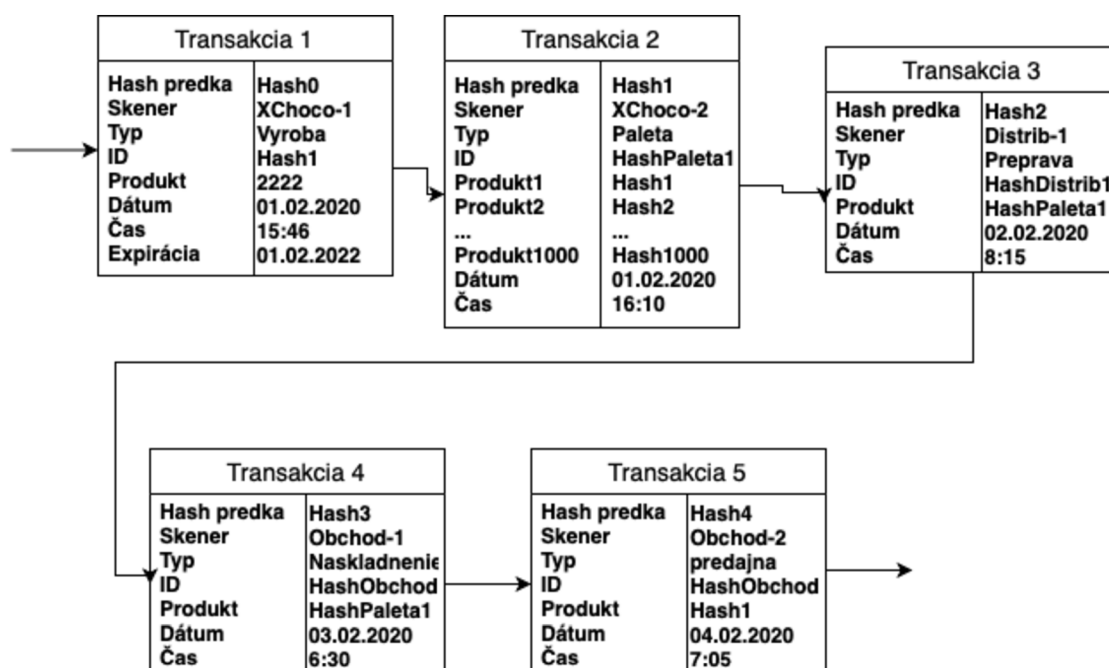 Transakcia 1
Hash predka Hash0
Skener XChoco-1
Typ Vyroba
ID Hash1
Produkt 2222
Dátum 01.02.2020
Čas 15:46
Expirácia 01.02.2022
Transakcia 2
Hash predka Hash1
Skener XChoco-2
Typ Paleta
ID HashPaleta1
Produkt1 Hash1
Produkt2 Hash2
... ...
Produkt1000 Hash1000
Dátum 01.02.2020
Čas 16:10
Transakcia 3
Hash predka Hash2
Skener Distrib-1
Typ Preprava
ID HashDistrib1
Produkt HashPaleta1
Dátum 02.02.2020
Čas 8:15
Transakcia 4
Hash predka Hash3
Skener Obchod-1
Typ Naskladnenie
ID HashObchod
Produkt HashPaleta1
Dátum 03.02.2020
Čas 6:30
Transakcia 5
Hash predka Hash4
Skener Obchod-2
Typ predajna
ID HashObchod
Produkt Hash1
Dátum 04.02.2020
Čas 7:05